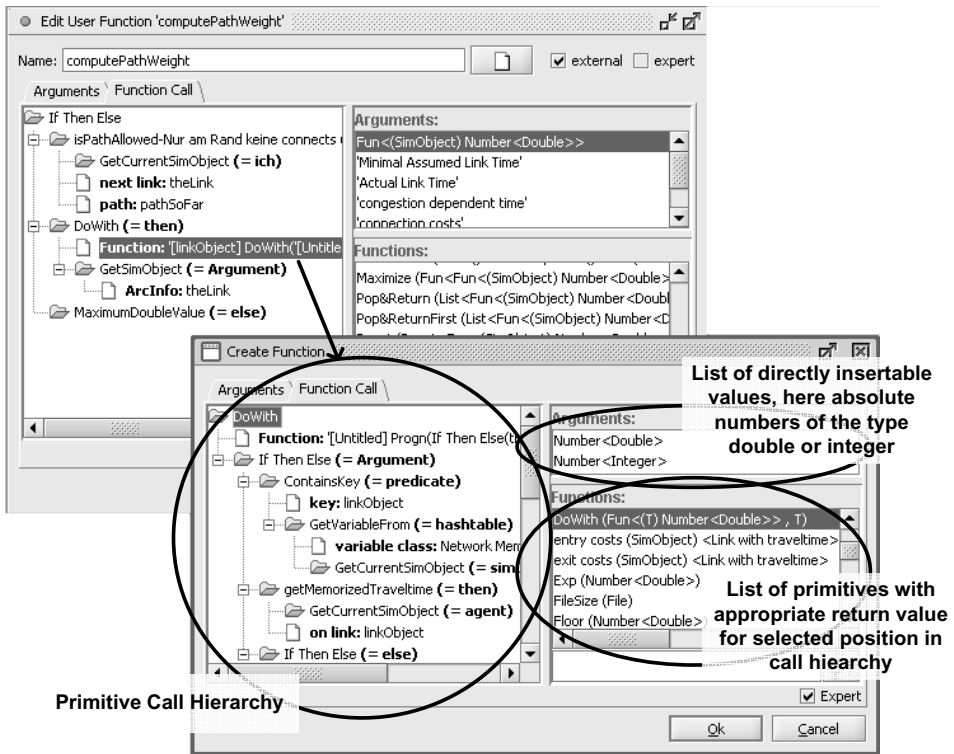 Edit User Function 'computePathWeight'
Name: computePathWeight
external expert
Arguments Function Call
If Then Else
isPathAllowed-Nur am Rand keine connects
GetCurrentSimObject (= ich)
next link: theLink
path: pathSoFar
DoWith (= then)
Function: '[linkObject] DoWith('[Untitle
GetSimObject (= Argument)
ArcInfo: theLink
MaximumDoubleValue (= else)
Arguments:
Fun<(SimObject) Number<Double>>
'Minimal Assumed Link Time'
'Actual Link Time'
'congestion dependent time'
'connection costs'
Functions:
Maximize (Fun<Fun<(SimObject) Number<Double>
Pop&Return (List<Fun<(SimObject) Number<Doubl
Pop&ReturnFirst (List<Fun<(SimObject) Number<D
Create Function
Arguments Function Call
DoWith
Function: '[Untitled] Progn(If Then Else(
If Then Else (= Argument)
ContainsKey (= predicate)
key: linkObject
GetVariableFrom (= hashtable)
variable class: Network Mem
GetCurrentSimObject (= sim
getMemorizedTraveltime (= then)
GetCurrentSimObject (= agent)
on link: linkObject
If Then Else (= else)
Arguments:
Number<Double>
Number<Integer>
Functions:
DoWith (Fun<(T) Number<Double>> , T)
entry costs (SimObject) <Link with traveltime>
exit costs (SimObject) <Link with traveltime>
Exp (Number<Double>)
FileSize (File)
Floor (Number<Double>)
Expert
Ok Cancel
List of directly insertable
values, here absolute
numbers of the type
double or integer
List of primitives with
appropriate return value
for selected position in
call hiearchy
Primitive Call Hierarchy